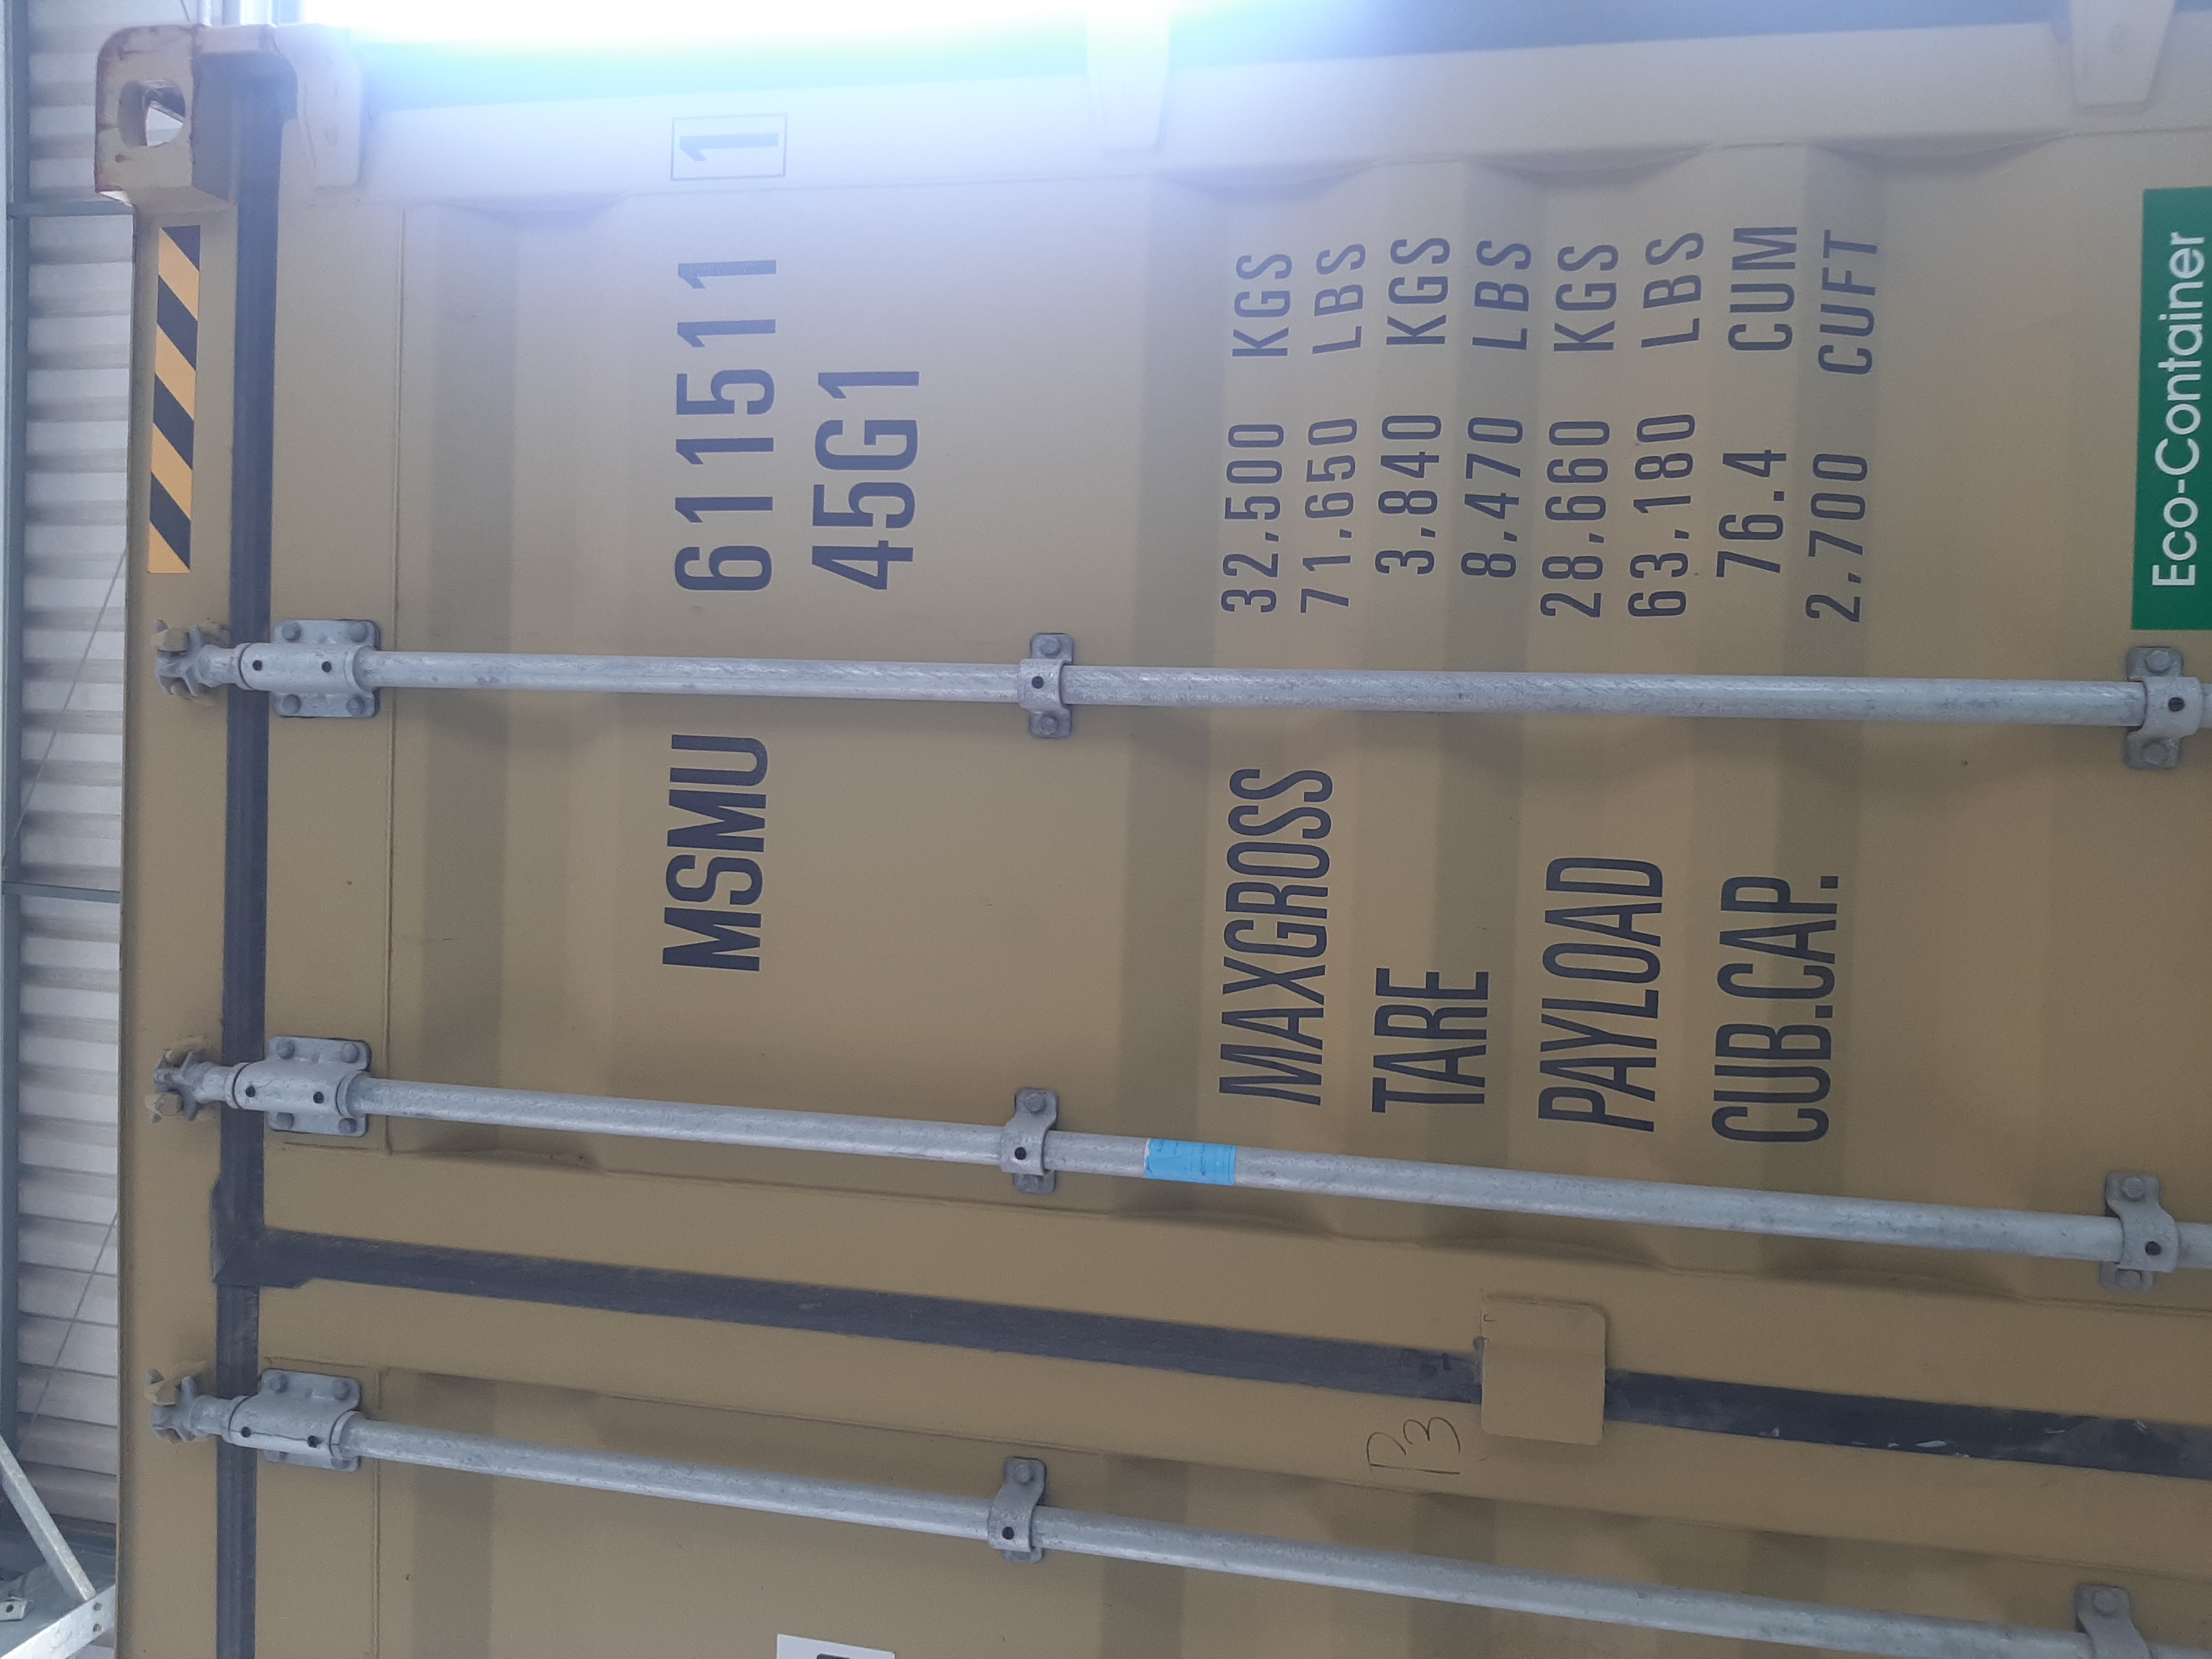 MSMU 611511 1
45G1
MAXGROSS 32,500 KGS
71,650 LBS
TARE 3,840 KGS
8,470 LBS
PAYLOAD 28,660 KGS
63,180 LBS
CUB.CAP. 76.4 CUM
2,700 CUFT
Eco-Container